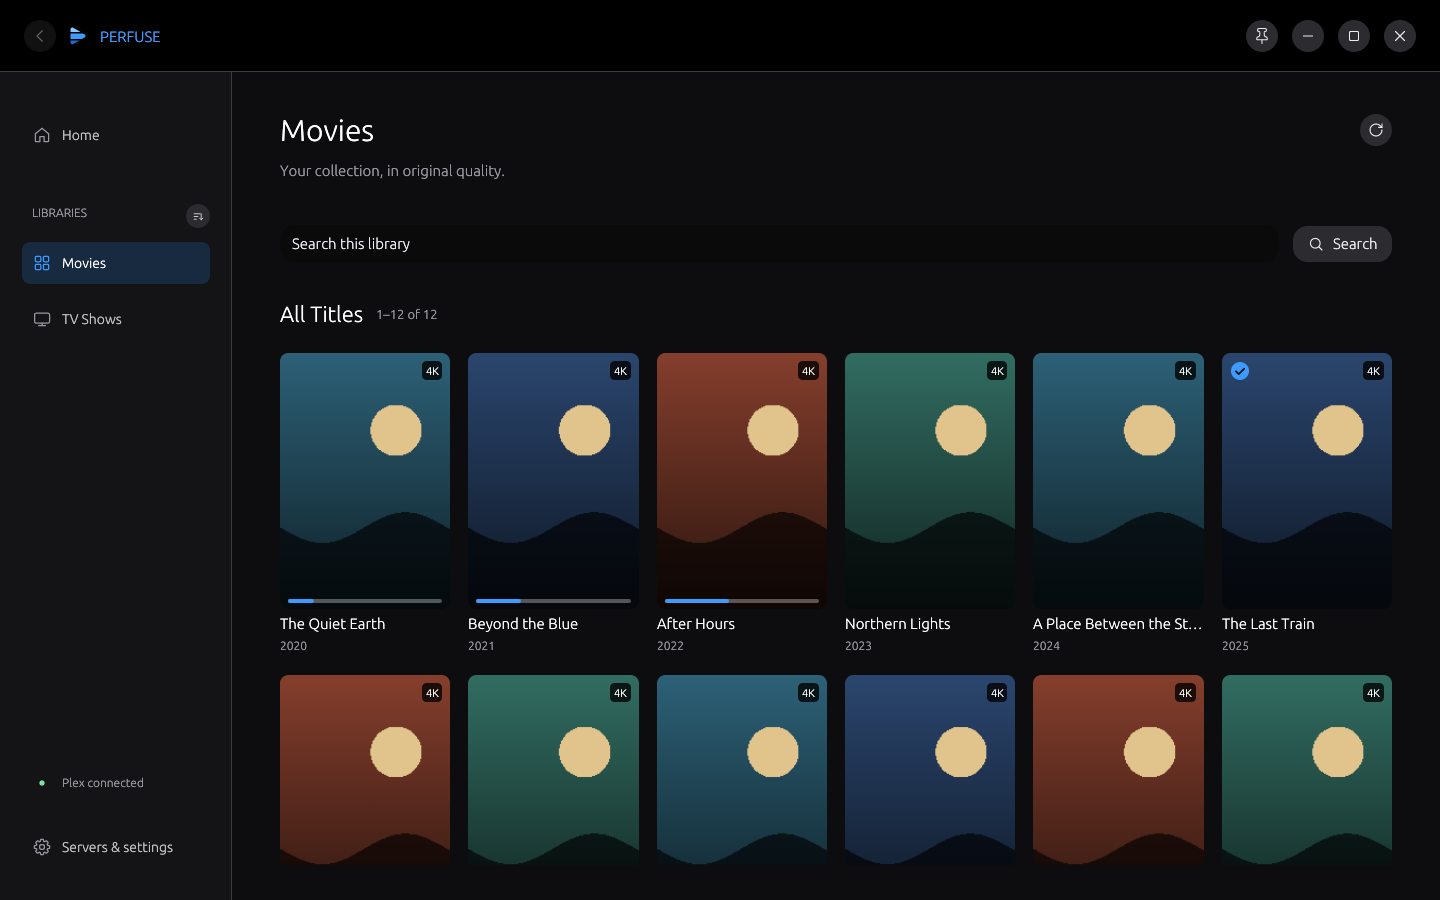 PERFUSE
Home
LIBRARIES
Movies
TV Shows
Plex connected
Servers & settings
Movies
Your collection, in original quality.
Search this library
Search
All Titles 1–12 of 12
4K 4K 4K 4K 4K 4K
The Quiet Earth
2020
Beyond the Blue
2021
After Hours
2022
Northern Lights
2023
A Place Between the St…
2024
The Last Train
2025
4K 4K 4K 4K 4K 4K